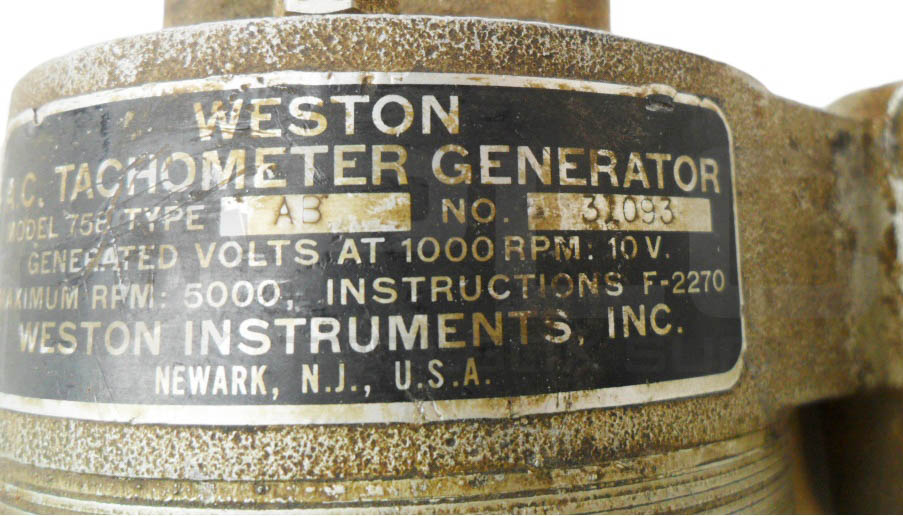 WESTON
A.C. TACHOMETER GENERATOR
MODEL 758 TYPE AB NO. 31093
GENERATED VOLTS AT 1000 RPM: 10 V.
MAXIMUM RPM: 5000, INSTRUCTIONS F-2270
WESTON INSTRUMENTS, INC.
NEWARK, N.J., U.S.A.